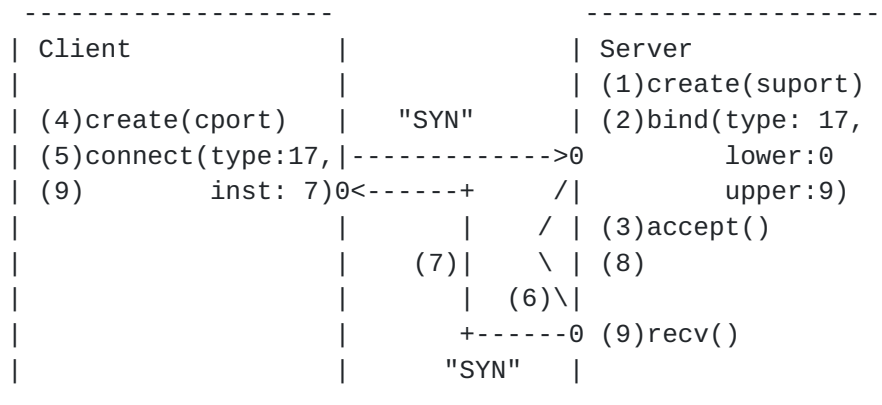 -------------------- -------------------
| Client | | Server
| | | (1)create(suport)
| (4)create(cport) | "SYN" | (2)bind(type: 17,
| (5)connect(type:17,|------------->0 lower:0
| (9) inst: 7)0<------+ /| upper:9)
| | | / | (3)accept()
| | (7)| \ | (8)
| | | (6)\|
| | +------0 (9)recv()
| | "SYN" |